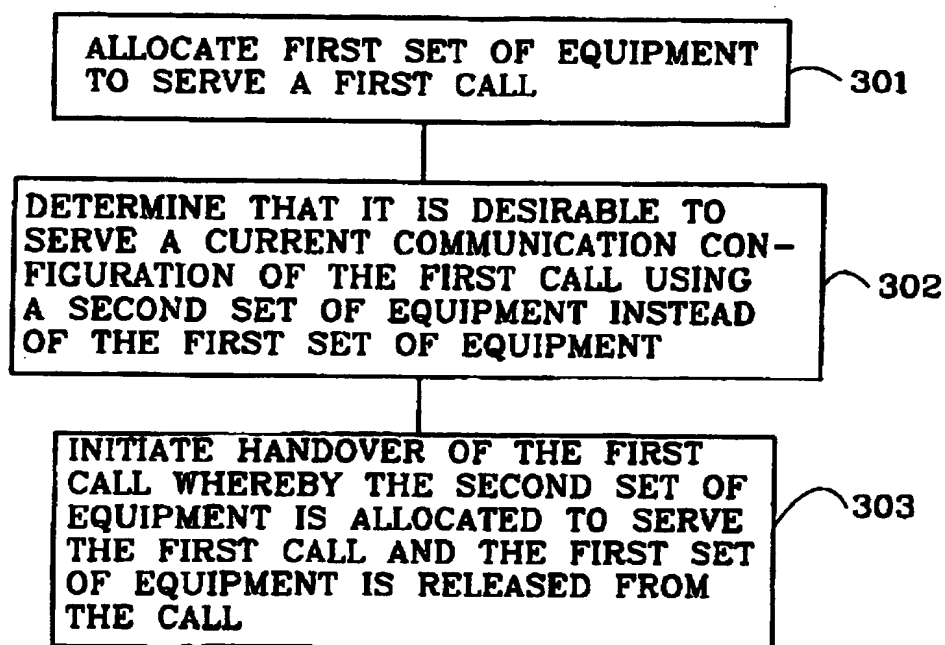 ALLOCATE FIRST SET OF EQUIPMENT
TO SERVE A FIRST CALL
301
DETERMINE THAT IT IS DESIRABLE TO
SERVE A CURRENT COMMUNICATION CON-
FIGURATION OF THE FIRST CALL USING
A SECOND SET OF EQUIPMENT INSTEAD
OF THE FIRST SET OF EQUIPMENT
302
INITIATE HANDOVER OF THE FIRST
CALL WHEREBY THE SECOND SET OF
EQUIPMENT IS ALLOCATED TO SERVE
THE FIRST CALL AND THE FIRST SET
OF EQUIPMENT IS RELEASED FROM
THE CALL
303